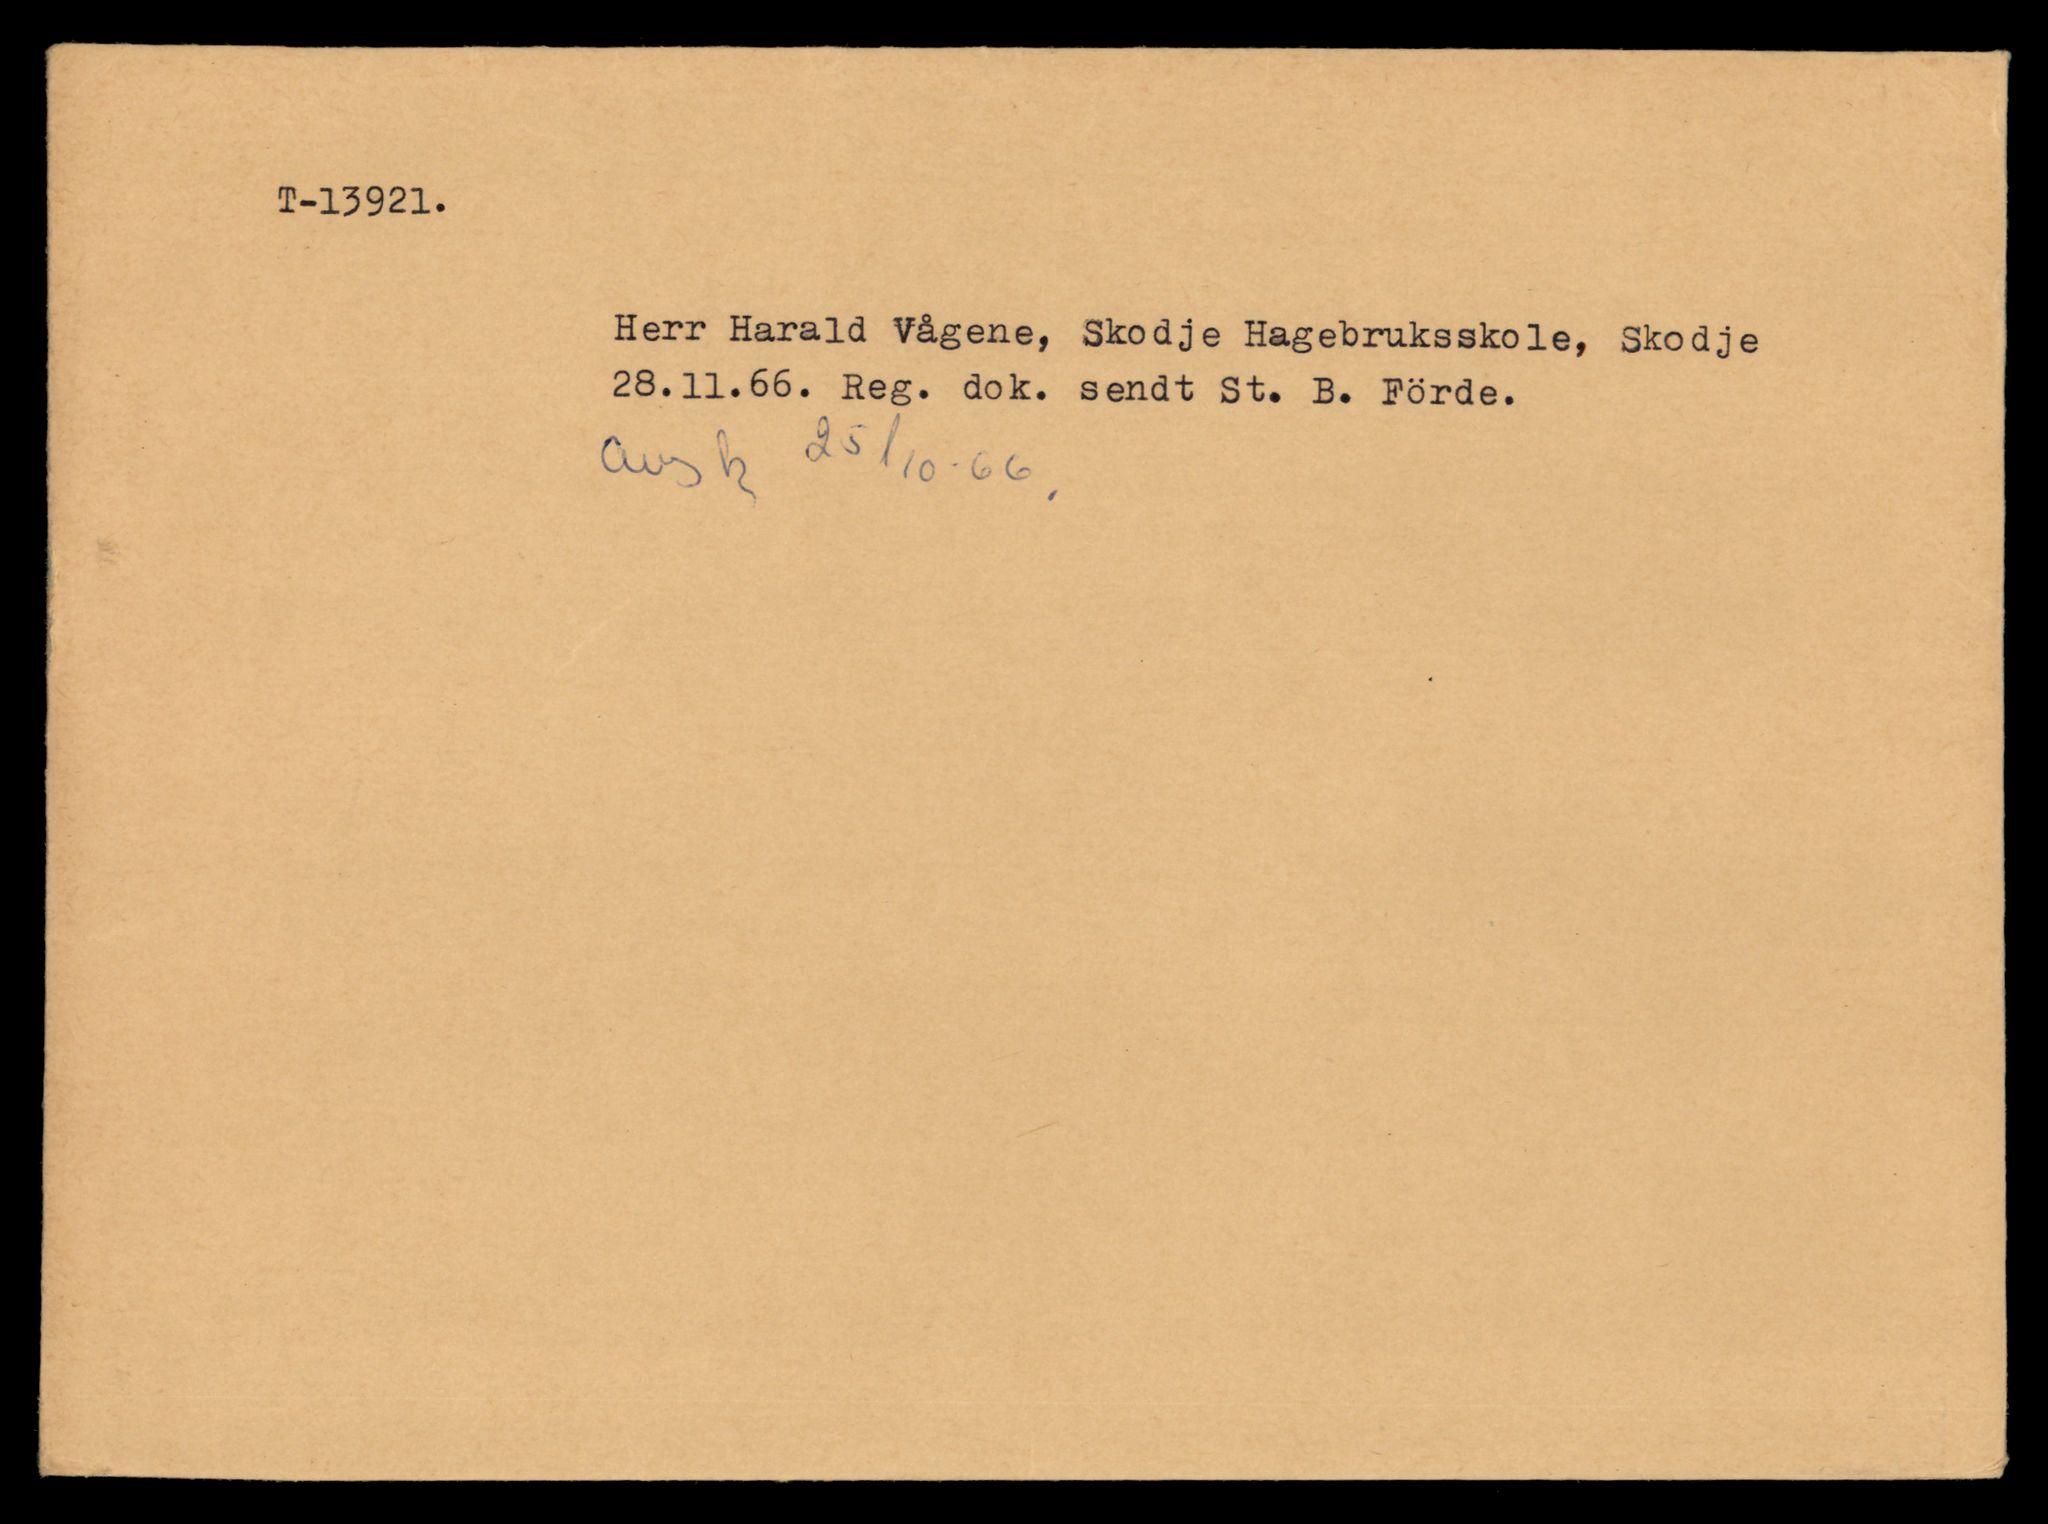 T-13921.
Herr Harald Vågene, Skodje Hagebruksskole, Skodje
28.11.66. Reg. dok. sendt St. B. Förde.
Avsk 25/10-66.